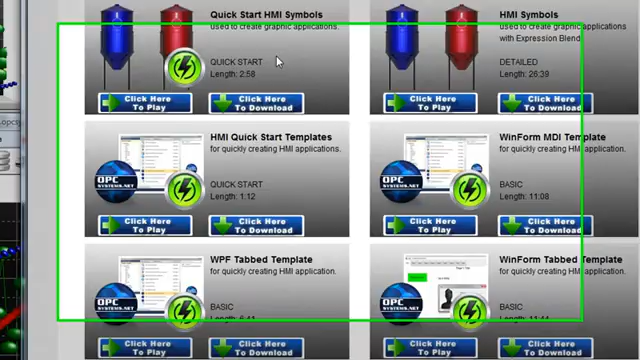 Quick Start HMI Symbols
used to create graphic applications.
QUICK START
Length: 2:58
Click Here
To Play
Click Here
To Download
HMI Symbols
used to create graphic applications
with Expression Blend
DETAILED
Length: 26:39
Click Here
To Play
Click Here
To Download
HMI Quick Start Templates
for quickly creating HMI applications.
OPC
SYSTEMS.NET
QUICK START
Length: 1:12
Click Here
To Play
Click Here
To Download
WinForm MDI Template
for quickly creating HMI application.
OPC
SYSTEMS.NET
BASIC
Length: 11:08
Click Here
To Play
Click Here
To Download
WPF Tabbed Template
for quickly creating HMI application.
OPC
SYSTEMS.NET
BASIC
Length: 6:41
Click Here
To Play
Click Here
To Download
WinForm Tabbed Template
for quickly creating HMI application.
OPC
SYSTEMS.NET
BASIC
Length: 11:44
Click Here
To Play
Click Here
To Download